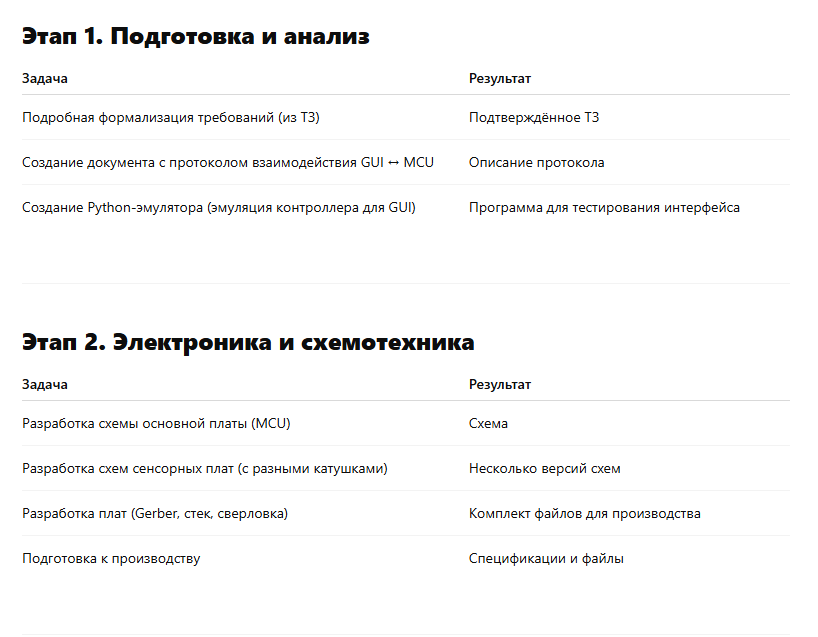 Этап 1. Подготовка и анализ
Задача Результат
Подробная формализация требований (из ТЗ) Подтверждённое ТЗ
Создание документа с протоколом взаимодействия GUI ↔ MCU Описание протокола
Создание Python-эмулятора (эмуляция контроллера для GUI) Программа для тестирования интерфейса
Этап 2. Электроника и схемотехника
Задача Результат
Разработка схемы основной платы (MCU) Схема
Разработка схем сенсорных плат (с разными катушками) Несколько версий схем
Разработка плат (Gerber, стек, сверловка) Комплект файлов для производства
Подготовка к производству Спецификации и файлы